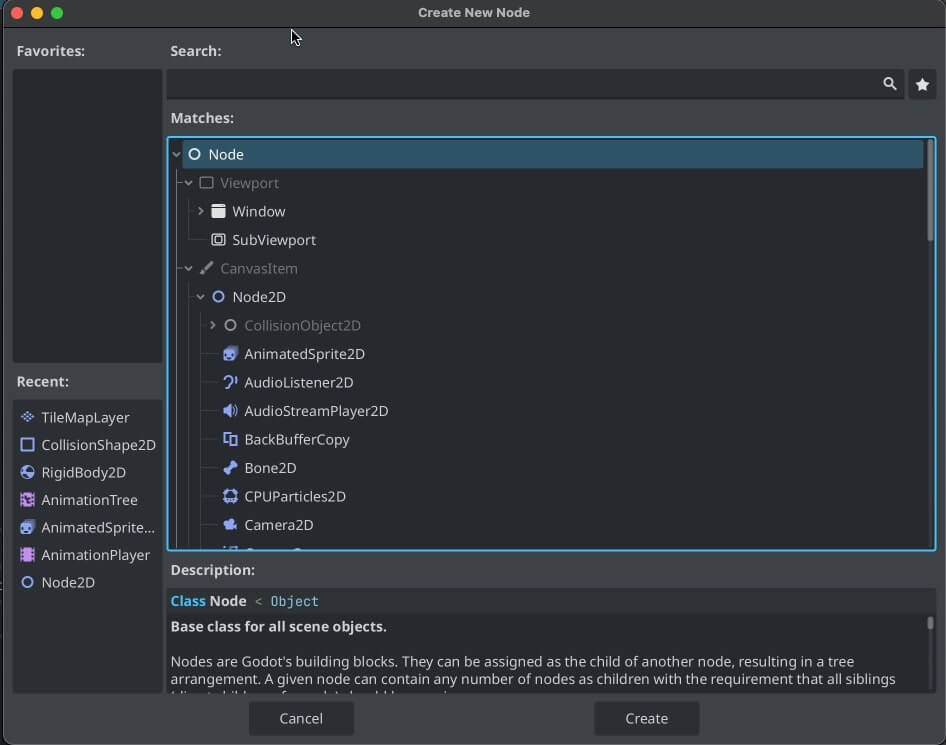 Create New Node
Favorites:
Search:
Matches:
Node
Viewport
Window
SubViewport
CanvasItem
Node2D
CollisionObject2D
AnimatedSprite2D
AudioListener2D
AudioStreamPlayer2D
BackBufferCopy
Bone2D
CPUParticles2D
Camera2D
Recent:
TileMapLayer
CollisionShape2D
RigidBody2D
AnimationTree
AnimatedSprite...
AnimationPlayer
Node2D
Description:
Class Node < Object
Base class for all scene objects.
Nodes are Godot's building blocks. They can be assigned as the child of another node, resulting in a tree
arrangement. A given node can contain any number of nodes as children with the requirement that all siblings
Cancel
Create